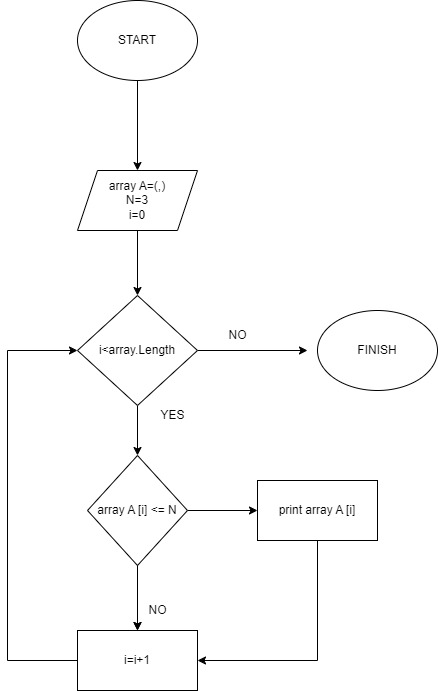 START
array A=(,)
N=3
i=0
i<array.Length
NO
FINISH
YES
array A [i] <= N
print array A [i]
NO
i=i+1